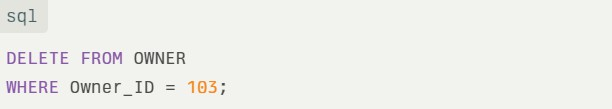 sql
DELETE FROM OWNER
WHERE Owner_ID = 103;